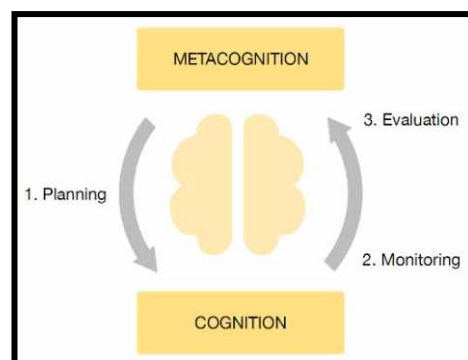 METACOGNITION
3. Evaluation
1. Planning
2. Monitoring
COGNITION